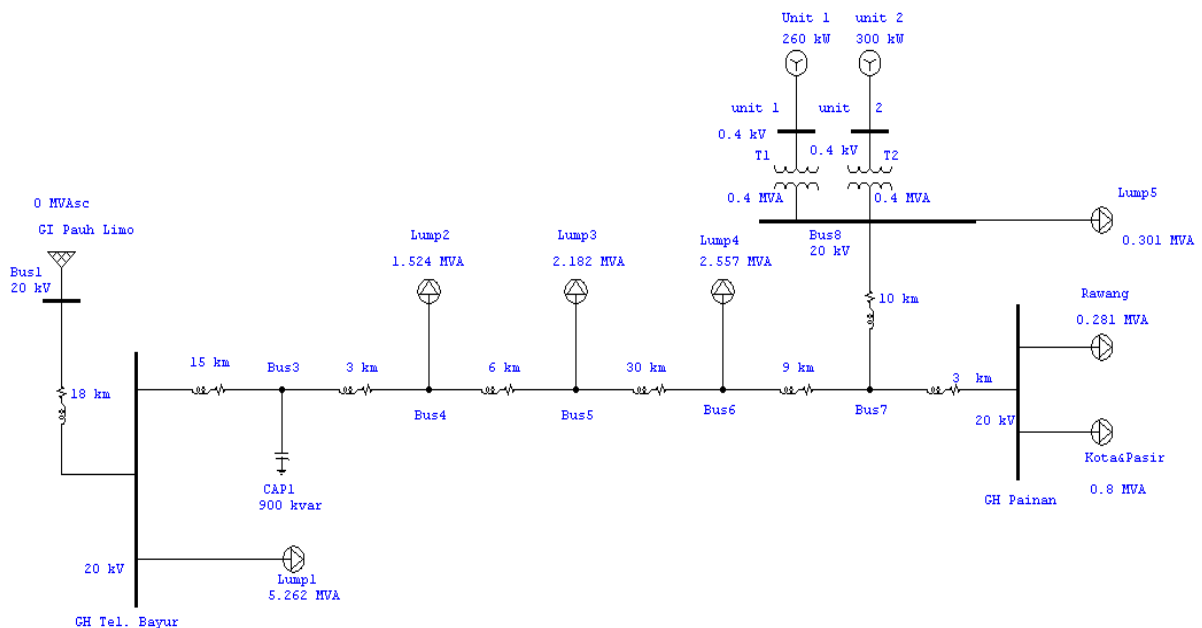 Unit 1
unit 2
260 kW
300 kW
unit 1
unit 2
0.4 kV
0.4 kV
T1
T2
0.4 MVA
0.4 MVA
Lump5
0.301 MVA
Bus8
20 kV
0 MVAsc
GI Pauh Limo
Bus1
20 kV
18 km
15 km
Bus3
3 km
Lump2
1.524 MVA
Bus4
6 km
Lump3
2.182 MVA
Bus5
30 km
Lump4
2.557 MVA
Bus6
9 km
10 km
Bus7
3 km
Rawang
0.281 MVA
20 kV
Kota&Pasir
0.8 MVA
GH Painan
CAP1
900 kvar
20 kV
Lump1
5.262 MVA
GH Tel. Bayur